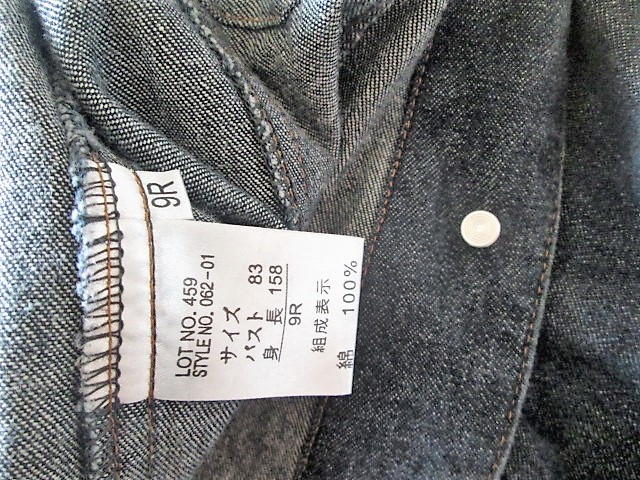 9R
LOT NO. 459
STYLE NO. 062-01
サイズ
バスト 83
身 長 158
9R
組成表示
綿 100%